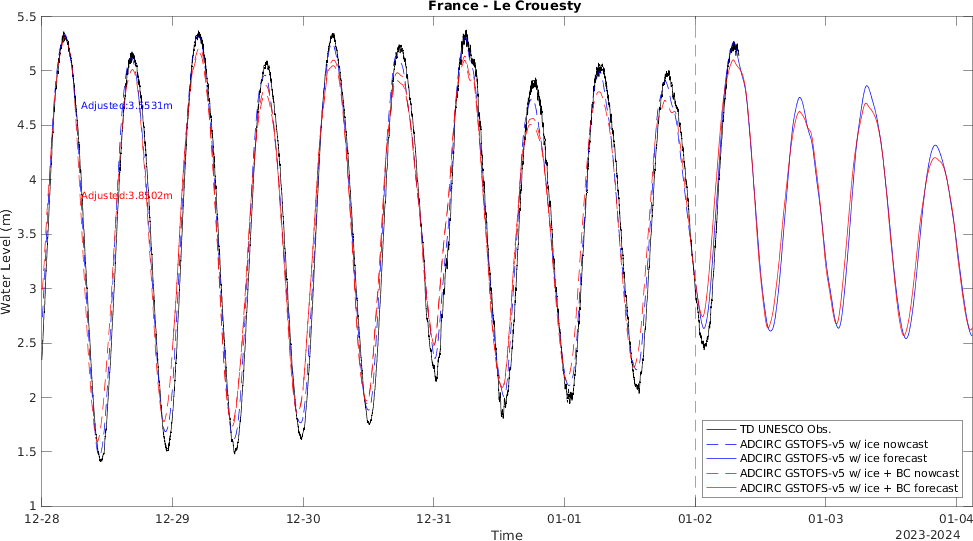 France - Le Crouesty
5.5
5
4.5
4
3.5
3
2.5
2
1.5
1
Water Level (m)
Adjusted:3.5531m
Adjusted:3.8502m
TD UNESCO Obs.
ADCIRC GSTOFS-v5 w/ ice nowcast
ADCIRC GSTOFS-v5 w/ ice forecast
ADCIRC GSTOFS-v5 w/ ice + BC nowcast
ADCIRC GSTOFS-v5 w/ ice + BC forecast
12-28 12-29 12-30 12-31 01-01 01-02 01-03 01-04
Time
2023-2024